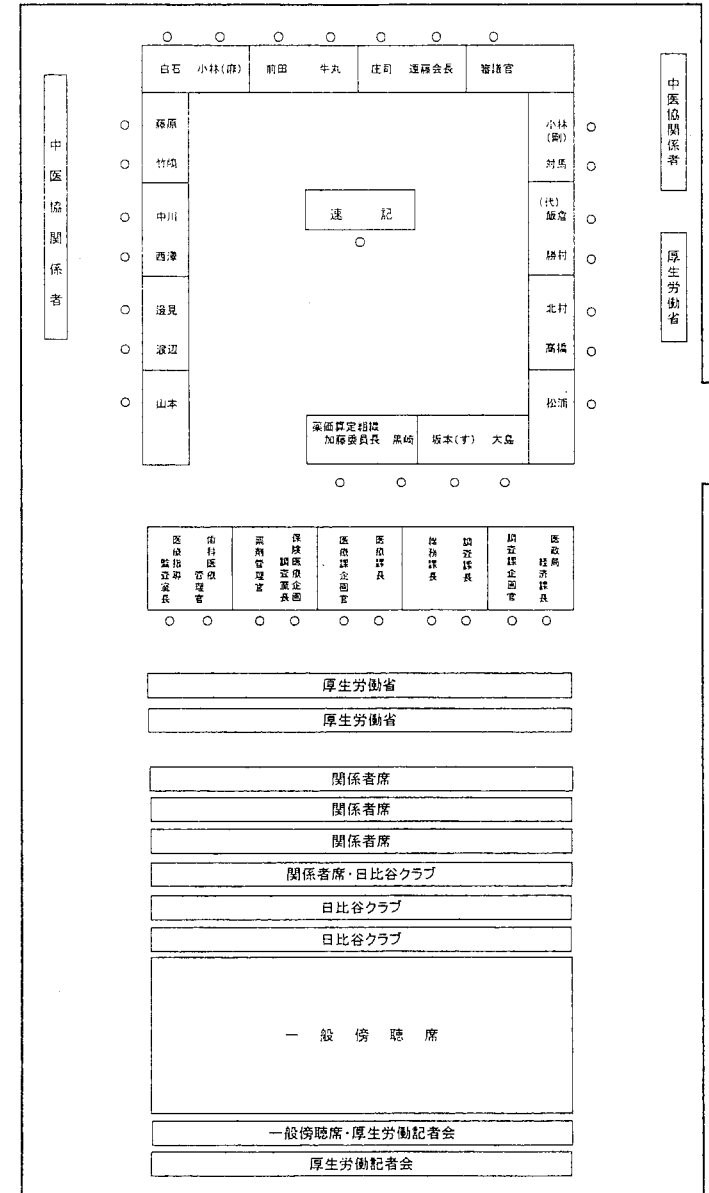 白石 小林(麻) 前田 牛丸 庄司 遠藤会長 審議官
中医協関係者
藤原
竹嶋
中川
西澤
邉見
渡辺
山本
速記
小林(剛)
対馬
(代)飯倉
勝村
北村
高橋
松浦
中医協関係者
厚生労働省
薬価算定組織
加藤委員長 黒崎 坂本(す) 大島
医療指導監査室長
歯科医療管理官
薬剤管理官
保険医療企画調査室長
医療課企画官
医療課長
総務課長
調査課長
調査課企画官
医政局経済課長
厚生労働省
厚生労働省
関係者席
関係者席
関係者席
関係者席・日比谷クラブ
日比谷クラブ
日比谷クラブ
一般傍聴席
一般傍聴席・厚生労働記者会
厚生労働記者会